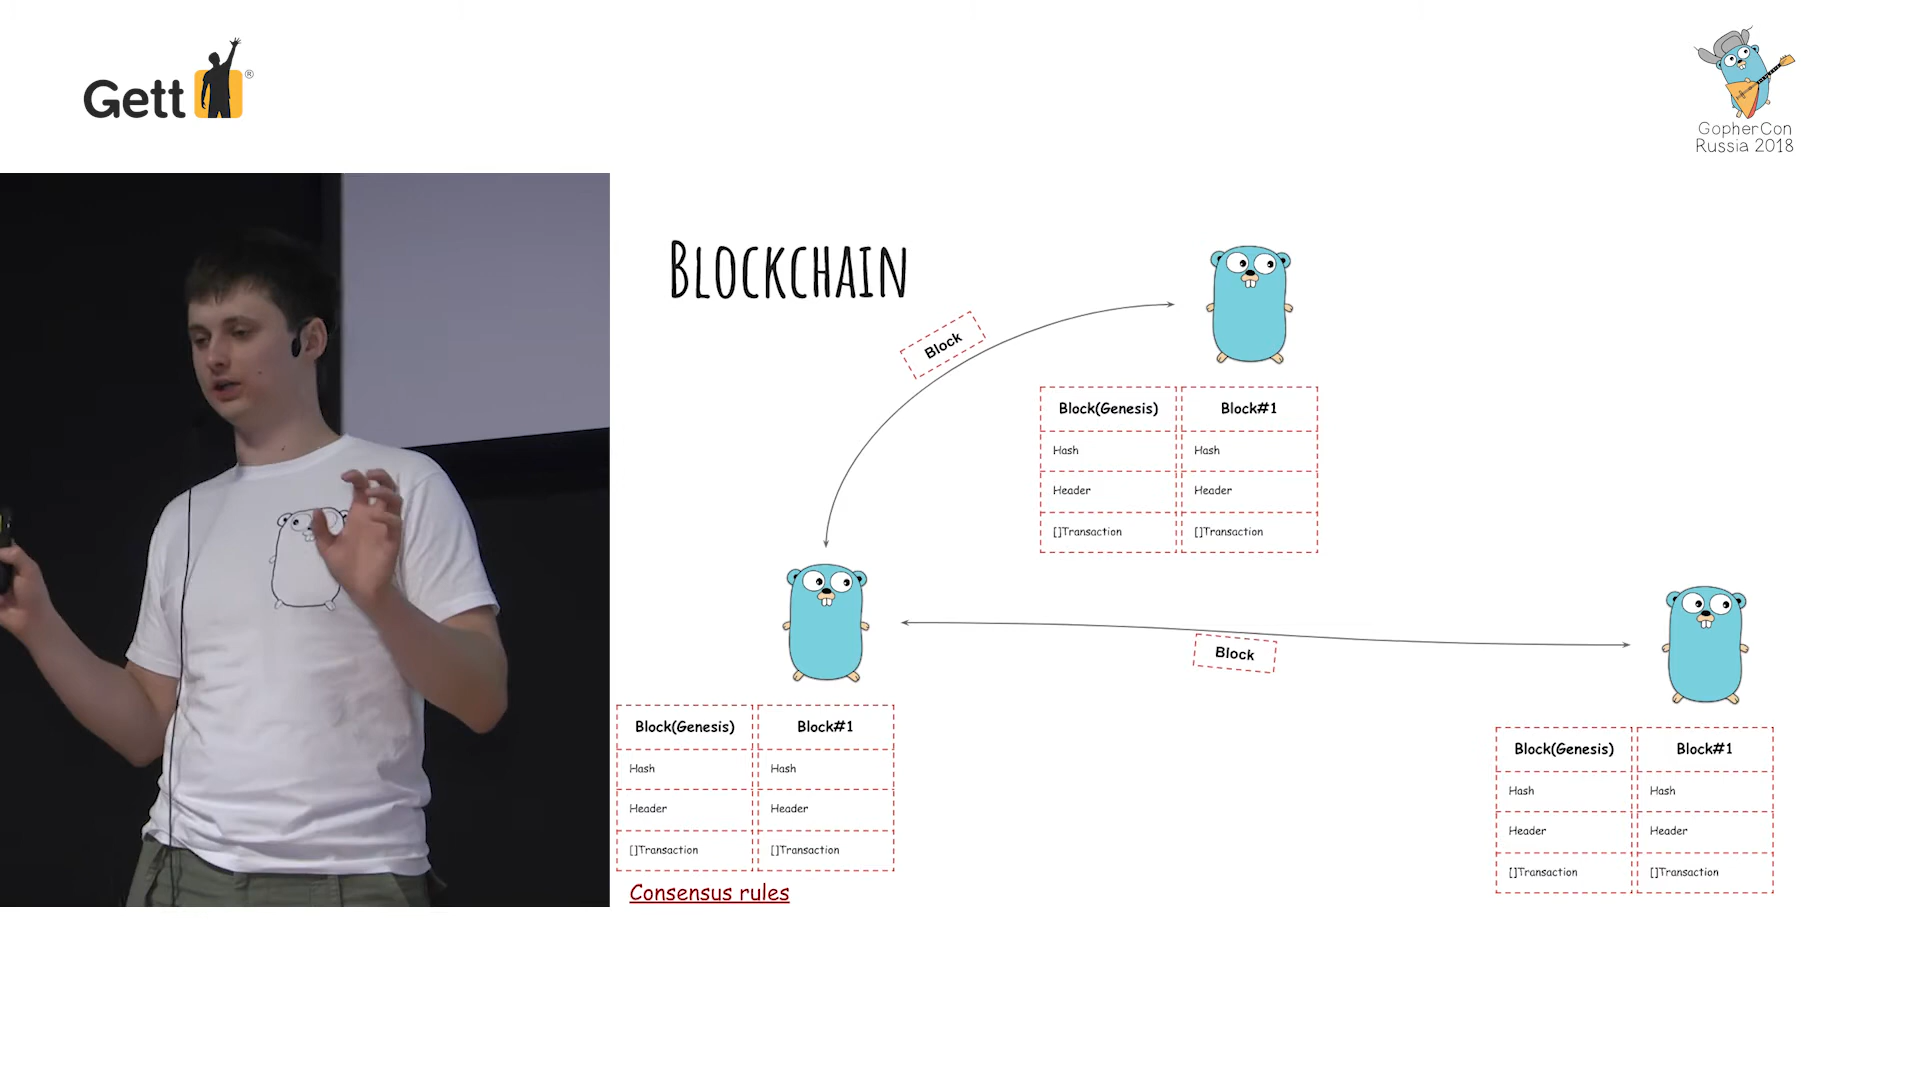 Gett®
GopherCon
Russia 2018
Blockchain
Block
Block(Genesis) Block#1
Hash Hash
Header Header
[]Transaction []Transaction
Block
Block(Genesis) Block#1
Hash Hash
Header Header
[]Transaction []Transaction
Consensus rules
Block(Genesis) Block#1
Hash Hash
Header Header
[]Transaction []Transaction